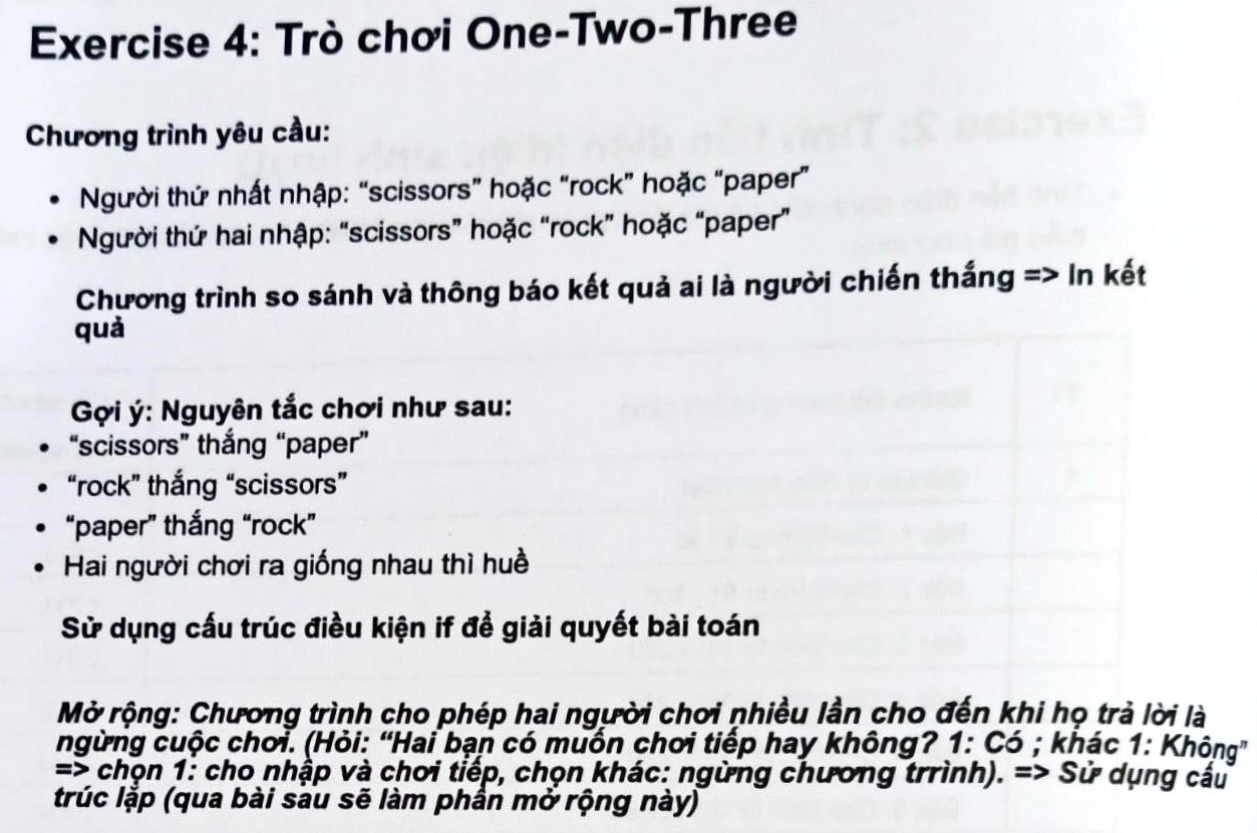 Exercise 4: Trò chơi One-Two-Three
Chương trình yêu cầu:
• Người thứ nhất nhập: “scissors” hoặc “rock” hoặc “paper”
• Người thứ hai nhập: “scissors” hoặc “rock” hoặc “paper”
Chương trình so sánh và thông báo kết quả ai là người chiến thắng => In kết
quả
Gợi ý: Nguyên tắc chơi như sau:
• “scissors” thắng “paper”
• “rock” thắng “scissors”
• “paper” thắng “rock”
• Hai người chơi ra giống nhau thì huề
Sử dụng cấu trúc điều kiện if để giải quyết bài toán
Mở rộng: Chương trình cho phép hai người chơi nhiều lần cho đến khi họ trả lời là
ngừng cuộc chơi. (Hỏi: “Hai bạn có muốn chơi tiếp hay không? 1: Có ; khác 1: Không”
=> chọn 1: cho nhập và chơi tiếp, chọn khác: ngừng chương trrình). => Sử dụng cấu
trúc lặp (qua bài sau sẽ làm phần mở rộng này)